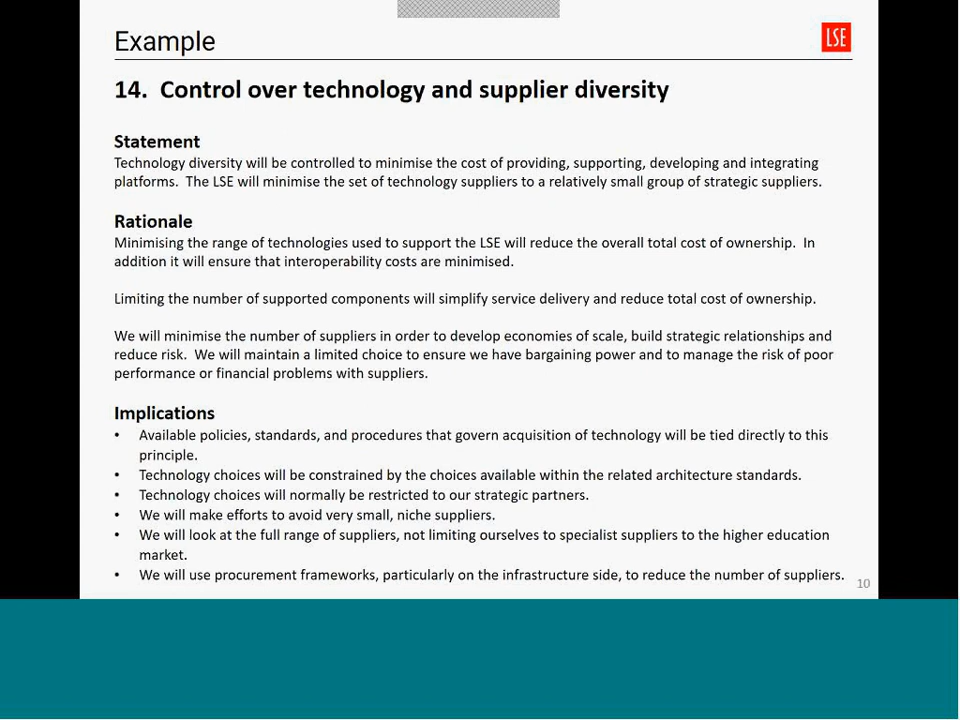 Example
LSE
14.  Control over technology and supplier diversity
Statement
Technology diversity will be controlled to minimise the cost of providing, supporting, developing and integrating
platforms.  The LSE will minimise the set of technology suppliers to a relatively small group of strategic suppliers.
Rationale
Minimising the range of technologies used to support the LSE will reduce the overall total cost of ownership.  In
addition it will ensure that interoperability costs are minimised.
Limiting the number of supported components will simplify service delivery and reduce total cost of ownership.
We will minimise the number of suppliers in order to develop economies of scale, build strategic relationships and
reduce risk.  We will maintain a limited choice to ensure we have bargaining power and to manage the risk of poor
performance or financial problems with suppliers.
Implications
• Available policies, standards, and procedures that govern acquisition of technology will be tied directly to this
principle.
• Technology choices will be constrained by the choices available within the related architecture standards.
• Technology choices will normally be restricted to our strategic partners.
• We will make efforts to avoid very small, niche suppliers.
• We will look at the full range of suppliers, not limiting ourselves to specialist suppliers to the higher education
market.
• We will use procurement frameworks, particularly on the infrastructure side, to reduce the number of suppliers.
10